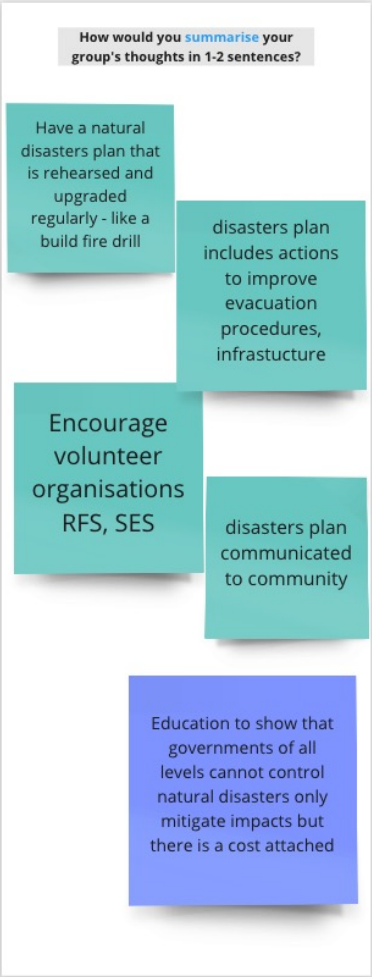 How would you summarise your
group's thoughts in 1-2 sentences?
Have a natural
disasters plan that
is rehearsed and
upgraded
regularly - like a
build fire drill
disasters plan
includes actions
to improve
evacuation
procedures,
infrastucture
Encourage
volunteer
organisations
RFS, SES
disasters plan
communicated
to community
Education to show that
governments of all
levels cannot control
natural disasters only
mitigate impacts but
there is a cost attached